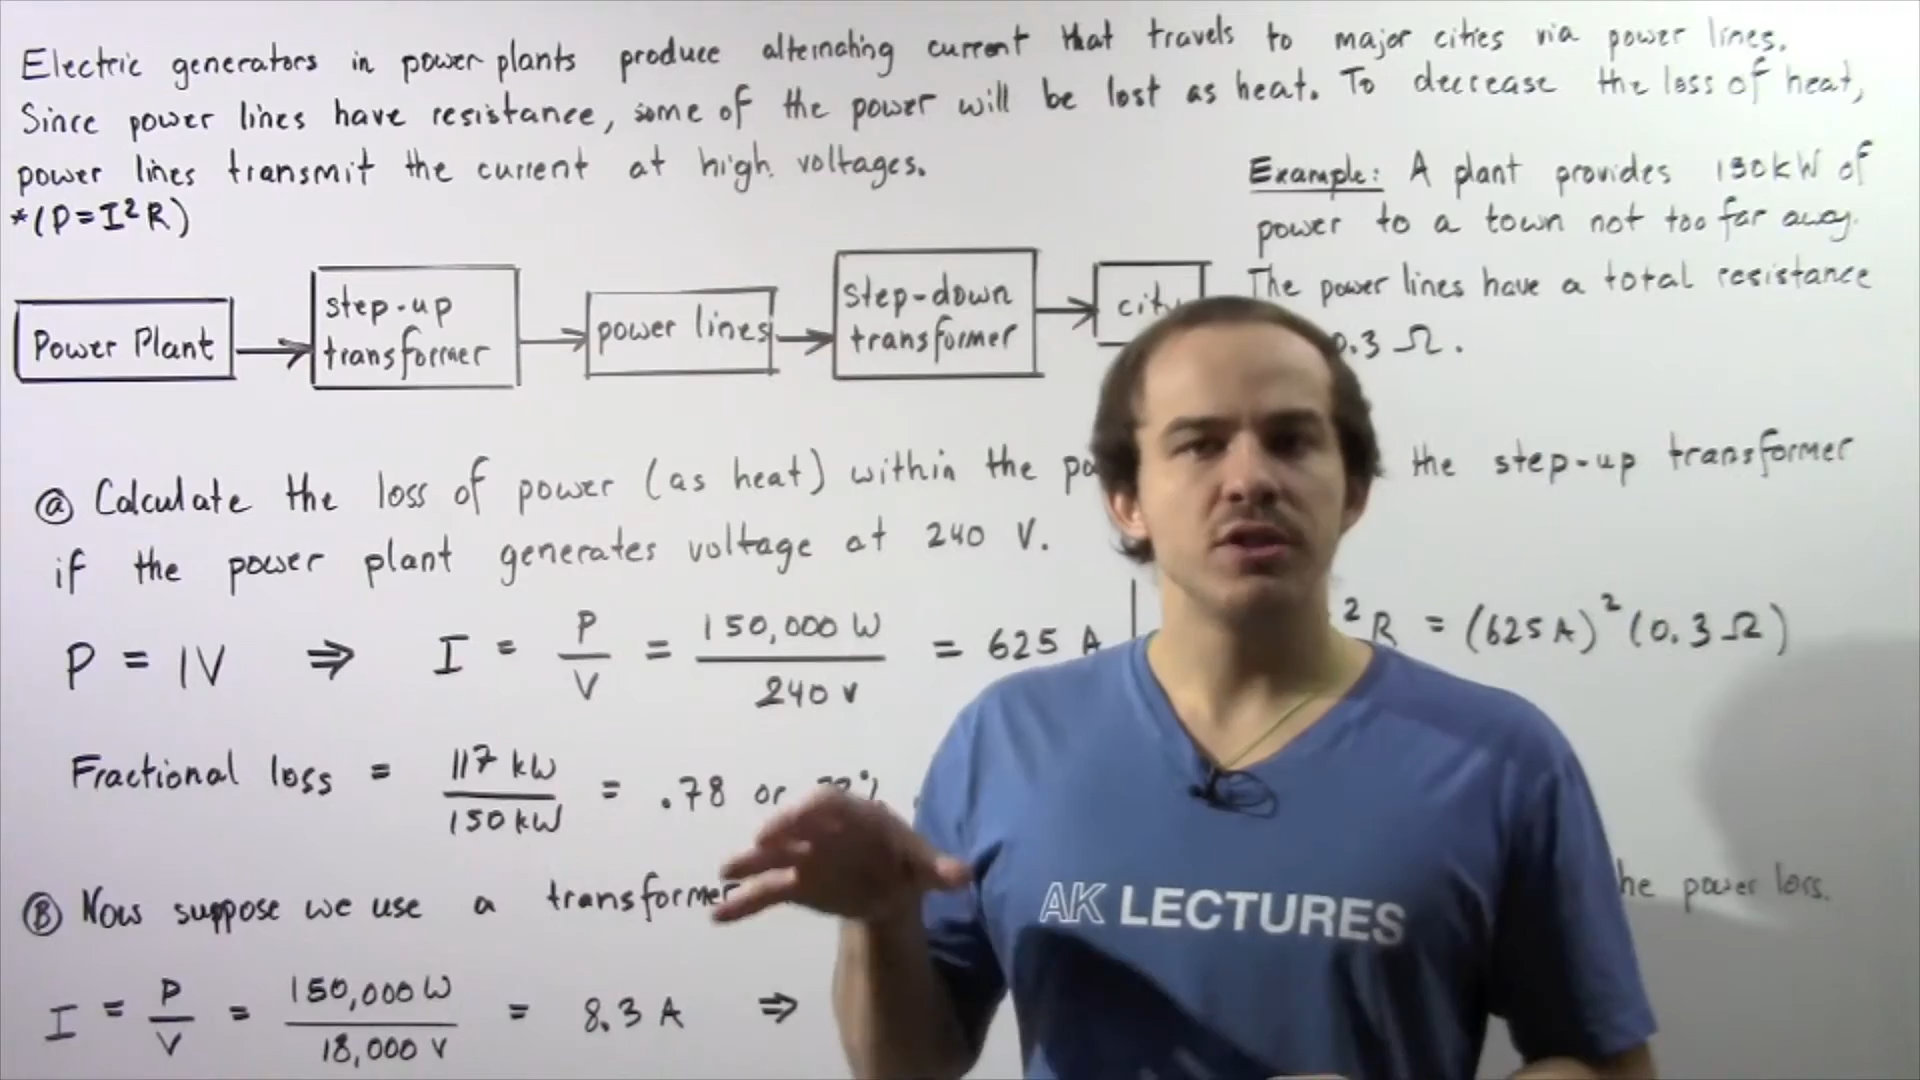 Electric generators in power plants produce alternating current that travels to major cities via power lines.
Since power lines have resistance, some of the power will be lost as heat. To decrease the loss of heat,
power lines transmit the current at high voltages.
*(P=I²R)
Example: A plant provides 150kW of
power to a town not too far away.
The power lines have a total resistance
0.3 Ω.
Power Plant
step-up
transformer
power lines
step-down
transformer
city
ⓐ Calculate the loss of power (as heat) within the the step-up transformer
if the power plant generates voltage at 240 V.
P = IV ⇒ I = P/V = 150,000 W / 240 V = 625 A | ²R = (625A)²(0.3Ω)
Fractional loss = 117 kW / 150 kW = .78 or
Ⓑ Now suppose we use a transformer the power loss.
I = P/V = 150,000 W / 18,000 V = 8.3 A ⇒
AK LECTURES